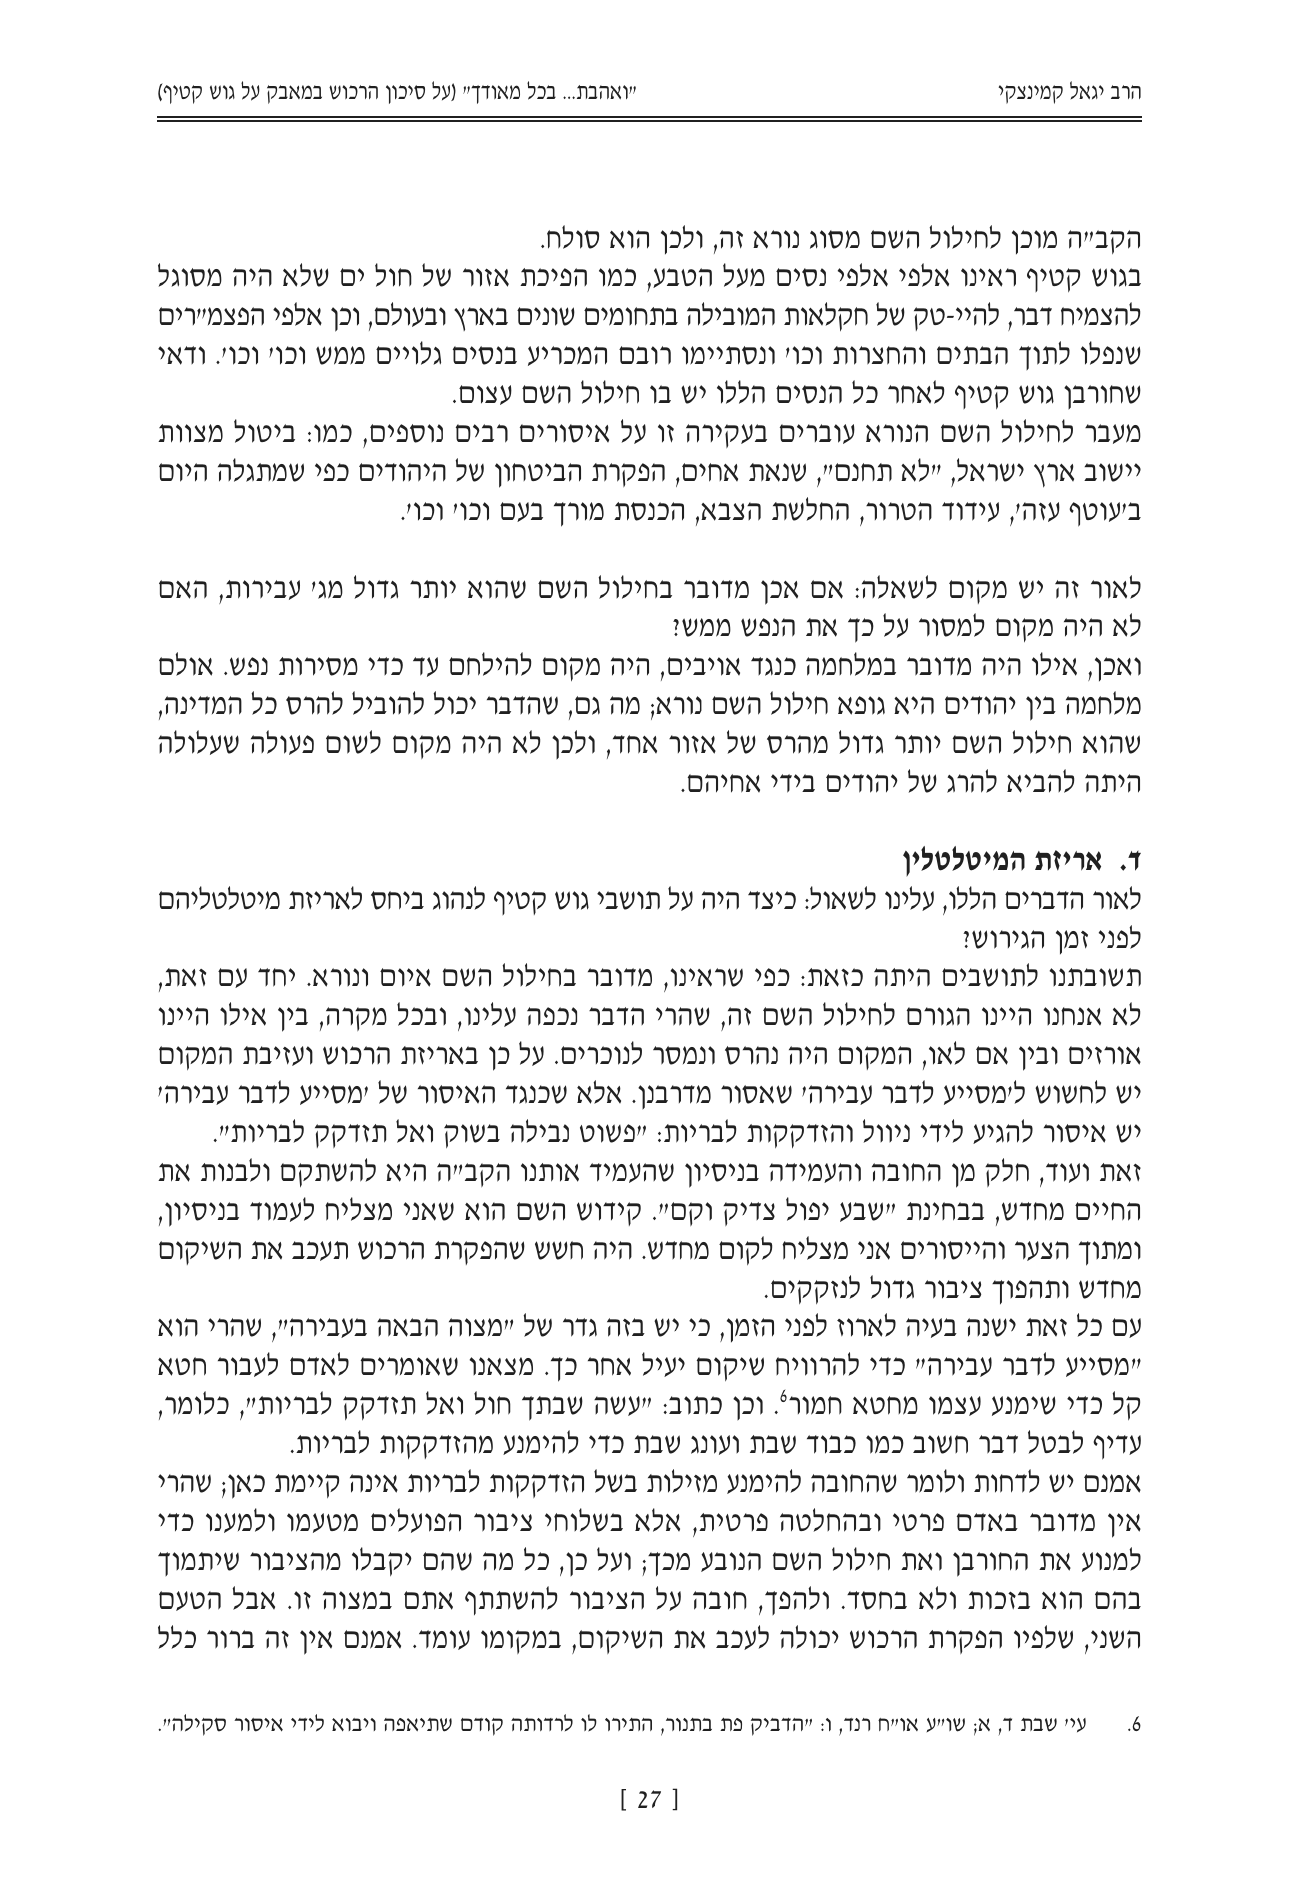 הרב יגאל קמינצקי
"ואהבת... בכל מאודך" (על סיכון הרכוש במאבק על גוש קטיף)
הקב"ה מוכן לחילול השם מסוג נורא זה, ולכן הוא סולח.
בגוש קטיף ראינו אלפי אלפי נסים מעל הטבע, כמו הפיכת אזור של חול ים שלא היה מסוגל
להצמיח דבר, להיי-טק של חקלאות המובילה בתחומים שונים בארץ ובעולם, וכן אלפי הפצמ"רים
שנפלו לתוך הבתים והחצרות וכו' ונסתיימו רובם המכריע בנסים גלויים ממש וכו' וכו'. ודאי
שחורבן גוש קטיף לאחר כל הנסים הללו יש בו חילול השם עצום.
מעבר לחילול השם הנורא עוברים בעקירה זו על איסורים רבים נוספים, כמו: ביטול מצוות
יישוב ארץ ישראל, "לא תחנם", שנאת אחים, הפקרת הביטחון של היהודים כפי שמתגלה היום
ב'עוטף עזה', עידוד הטרור, החלשת הצבא, הכנסת מורך בעם וכו' וכו'.
לאור זה יש מקום לשאלה: אם אכן מדובר בחילול השם שהוא יותר גדול מג' עבירות, האם
לא היה מקום למסור על כך את הנפש ממש?
ואכן, אילו היה מדובר במלחמה כנגד אויבים, היה מקום להילחם עד כדי מסירות נפש. אולם
מלחמה בין יהודים היא גופא חילול השם נורא; מה גם, שהדבר יכול להוביל להרס כל המדינה,
שהוא חילול השם יותר גדול מהרס של אזור אחד, ולכן לא היה מקום לשום פעולה שעלולה
היתה להביא להרג של יהודים בידי אחיהם.
ד. אריזת המיטלטלין
לאור הדברים הללו, עלינו לשאול: כיצד היה על תושבי גוש קטיף לנהוג ביחס לאריזת מיטלטליהם
לפני זמן הגירוש?
תשובתנו לתושבים היתה כזאת: כפי שראינו, מדובר בחילול השם איום ונורא. יחד עם זאת,
לא אנחנו היינו הגורם לחילול השם זה, שהרי הדבר נכפה עלינו, ובכל מקרה, בין אילו היינו
אורזים ובין אם לאו, המקום היה נהרס ונמסר לנוכרים. על כן באריזת הרכוש ועזיבת המקום
יש לחשוש ל'מסייע לדבר עבירה' שאסור מדרבנן. אלא שכנגד האיסור של 'מסייע לדבר עבירה'
יש איסור להגיע לידי ניוול והזדקקות לבריות: "פשוט נבילה בשוק ואל תזדקק לבריות".
זאת ועוד, חלק מן החובה והעמידה בניסיון שהעמיד אותנו הקב"ה היא להשתקם ולבנות את
החיים מחדש, בבחינת "שבע יפול צדיק וקם". קידוש השם הוא שאני מצליח לעמוד בניסיון,
ומתוך הצער והייסורים אני מצליח לקום מחדש. היה חשש שהפקרת הרכוש תעכב את השיקום
מחדש ותהפוך ציבור גדול לנזקקים.
עם כל זאת ישנה בעיה לארוז לפני הזמן, כי יש בזה גדר של "מצוה הבאה בעבירה", שהרי הוא
"מסייע לדבר עבירה" כדי להרוויח שיקום יעיל אחר כך. מצאנו שאומרים לאדם לעבור חטא
קל כדי שימנע עצמו מחטא חמור⁶. וכן כתוב: "עשה שבתך חול ואל תזדקק לבריות", כלומר,
עדיף לבטל דבר חשוב כמו כבוד שבת ועונג שבת כדי להימנע מהזדקקות לבריות.
אמנם יש לדחות ולומר שהחובה להימנע מזילות בשל הזדקקות לבריות אינה קיימת כאן; שהרי
אין מדובר באדם פרטי ובהחלטה פרטית, אלא בשלוחי ציבור הפועלים מטעמו ולמענו כדי
למנוע את החורבן ואת חילול השם הנובע מכך; ועל כן, כל מה שהם יקבלו מהציבור שיתמוך
בהם הוא בזכות ולא בחסד. ולהפך, חובה על הציבור להשתתף אתם במצוה זו. אבל הטעם
השני, שלפיו הפקרת הרכוש יכולה לעכב את השיקום, במקומו עומד. אמנם אין זה ברור כלל
6. עי' שבת ד, א; שו"ע או"ח רנד, ו: "הדביק פת בתנור, התירו לו לרדותה קודם שתיאפה ויבוא לידי איסור סקילה".
[ 27 ]